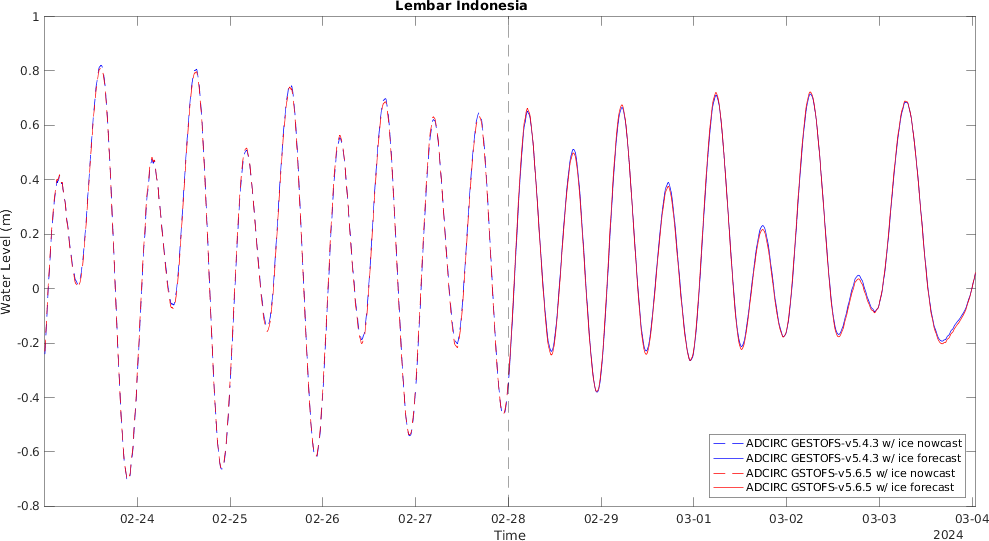 Lembar Indonesia
1
0.8
0.6
0.4
0.2
0
-0.2
-0.4
-0.6
-0.8
Water Level (m)
02-24 02-25 02-26 02-27 02-28 02-29 03-01 03-02 03-03 03-04
Time
2024
ADCIRC GESTOFS-v5.4.3 w/ ice nowcast
ADCIRC GESTOFS-v5.4.3 w/ ice forecast
ADCIRC GSTOFS-v5.6.5 w/ ice nowcast
ADCIRC GSTOFS-v5.6.5 w/ ice forecast